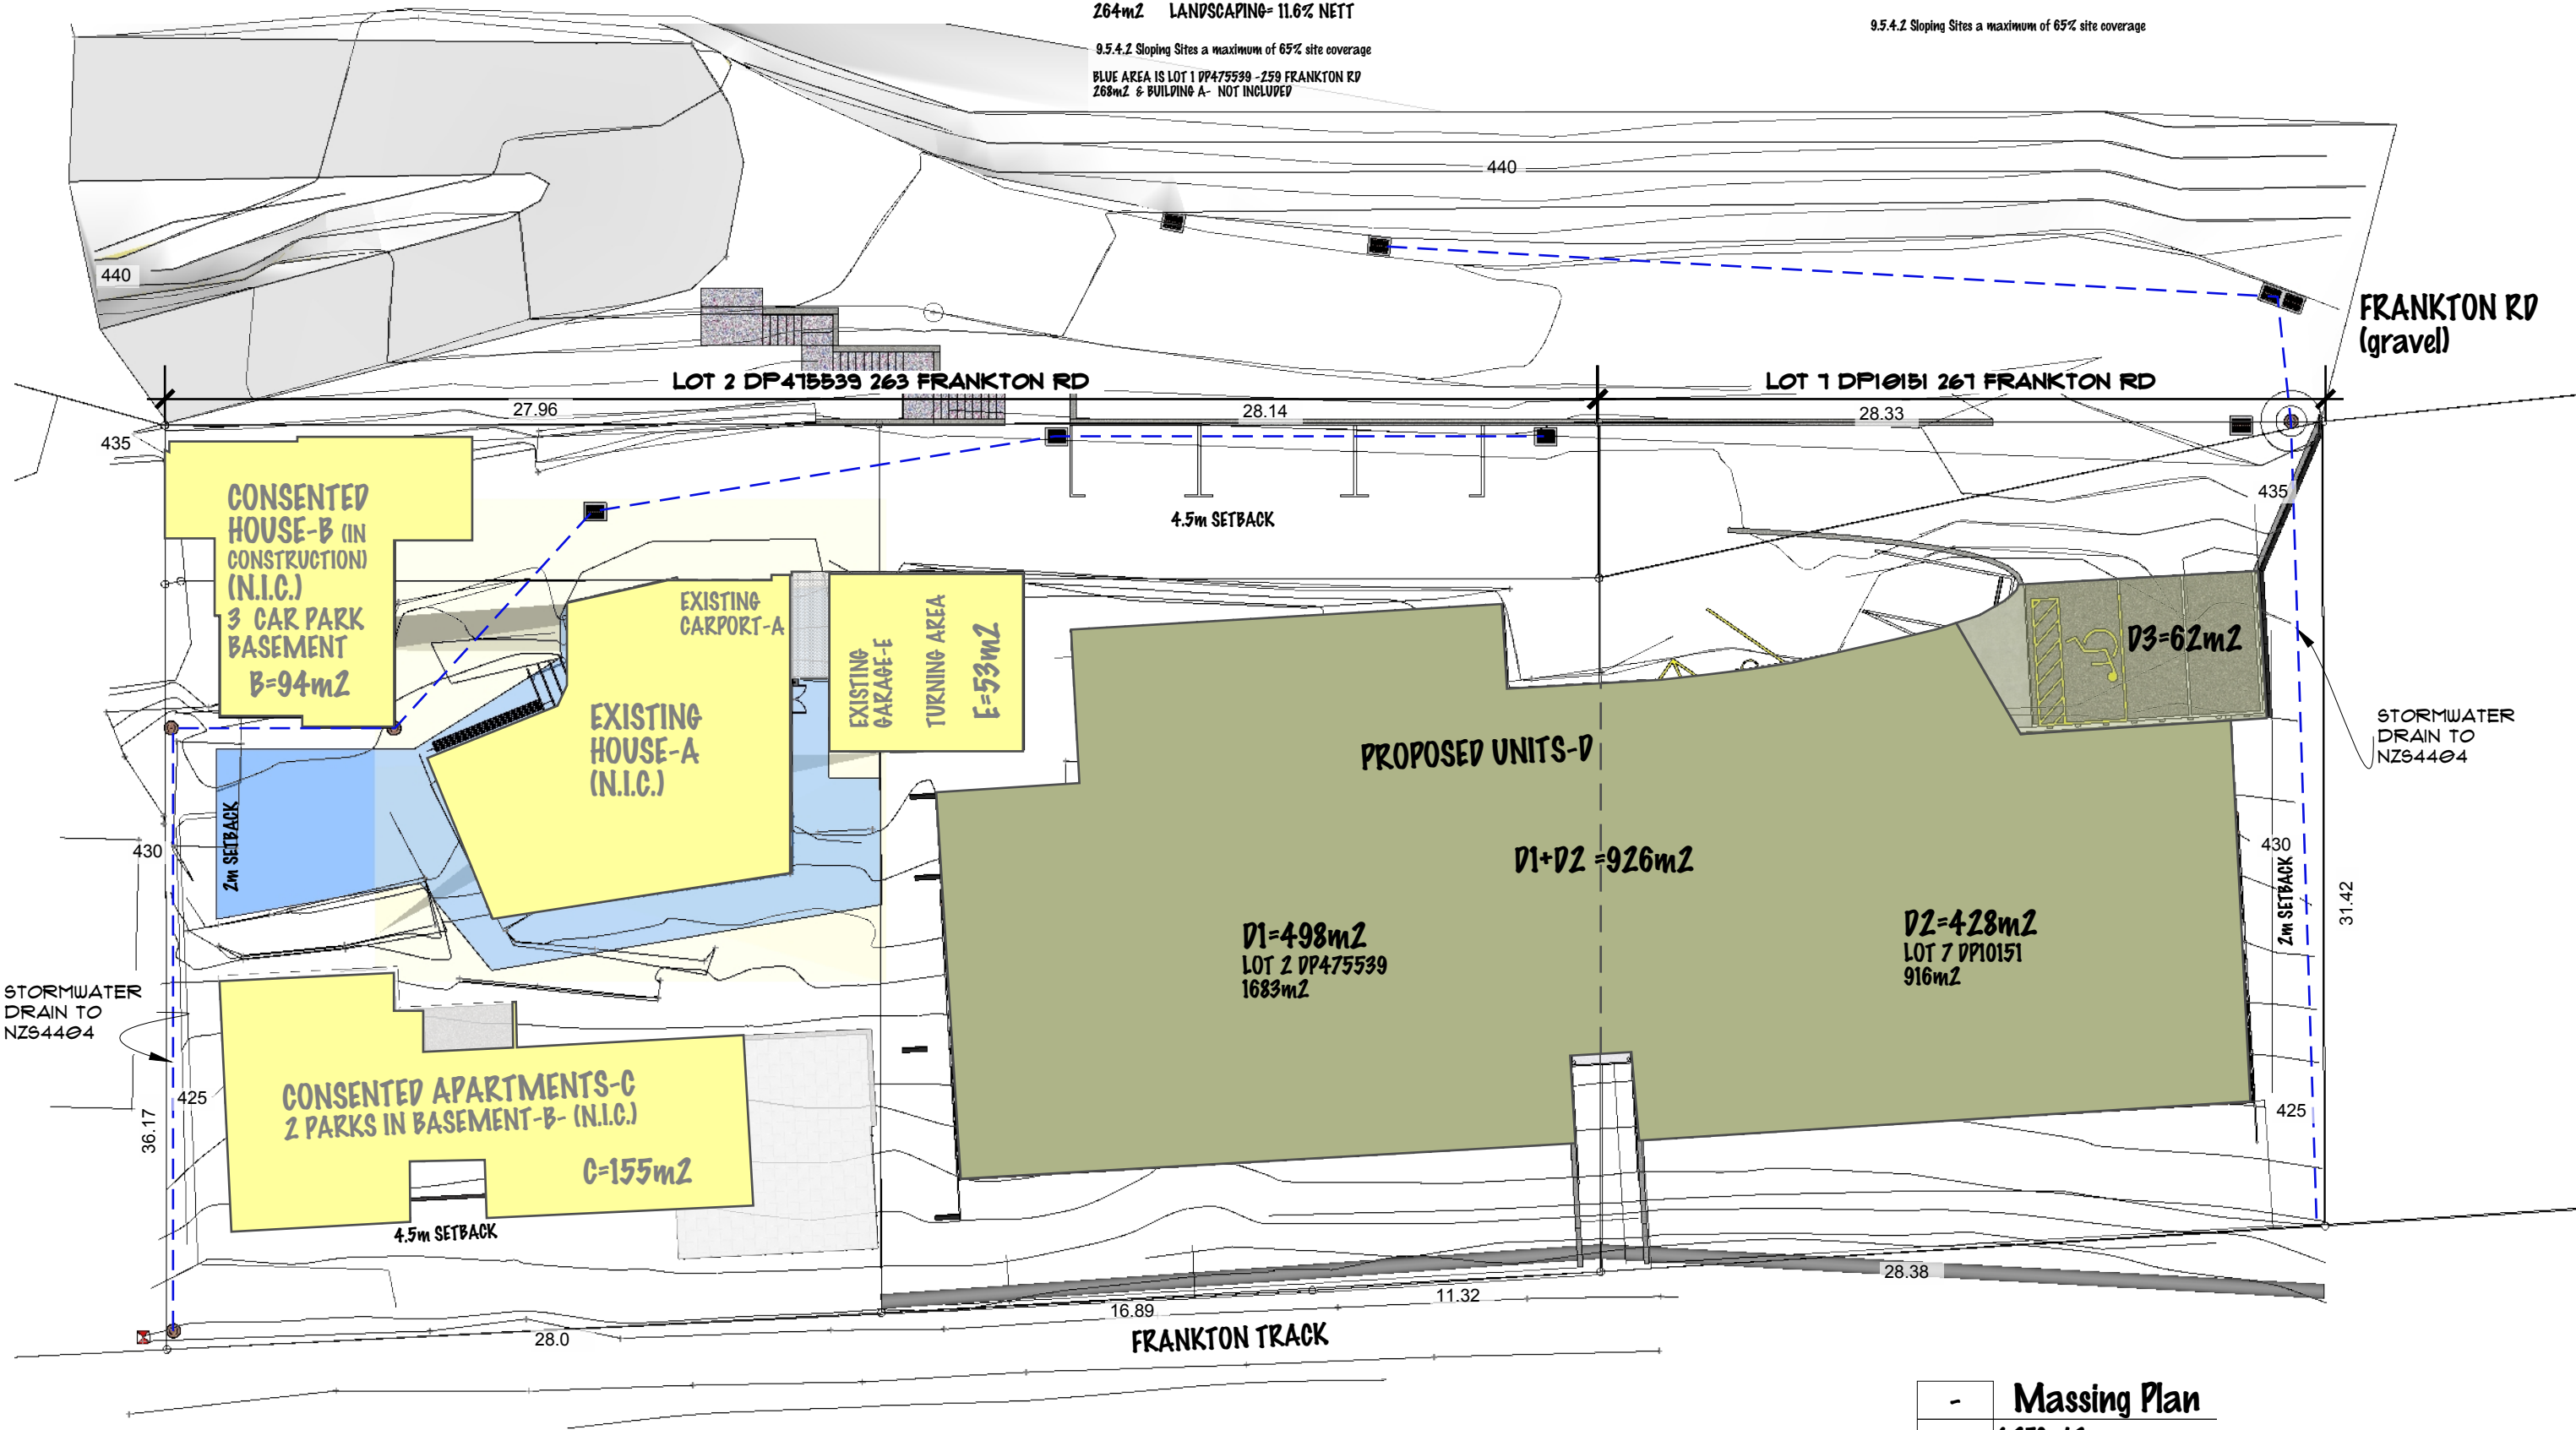 264m2 LANDSCAPING= 11.6% NETT
9.5.4.2 Sloping Sites a maximum of 65% site coverage
9.5.4.2 Sloping Sites a maximum of 65% site coverage
BLUE AREA IS LOT 1 DP475539 -259 FRANKTON RD
268m2 & BUILDING A- NOT INCLUDED
440
440
FRANKTON RD
(gravel)
LOT 2 DP475539 263 FRANKTON RD
LOT 7 DP10151 267 FRANKTON RD
27.96
28.14
28.33
435
435
4.5m SETBACK
CONSENTED
HOUSE-B (IN
CONSTRUCTION)
(N.I.C.)
3 CAR PARK
BASEMENT
B=94m2
EXISTING
CARPORT-A
EXISTING
GARAGE-E
TURNING AREA
E=53m2
EXISTING
HOUSE-A
(N.I.C.)
D3=62m2
STORMWATER
DRAIN TO
NZS4404
PROPOSED UNITS-D
D1+D2 =926m2
2m SETBACK
430
430
2m SETBACK
31.42
D1=498m2
LOT 2 DP475539
1683m2
D2=428m2
LOT 7 DP10151
916m2
STORMWATER
DRAIN TO
NZS4404
425
425
36.17
CONSENTED APARTMENTS-C
2 PARKS IN BASEMENT-B- (N.I.C.)
C=155m2
4.5m SETBACK
28.38
11.32
16.89
28.0
FRANKTON TRACK
- Massing Plan